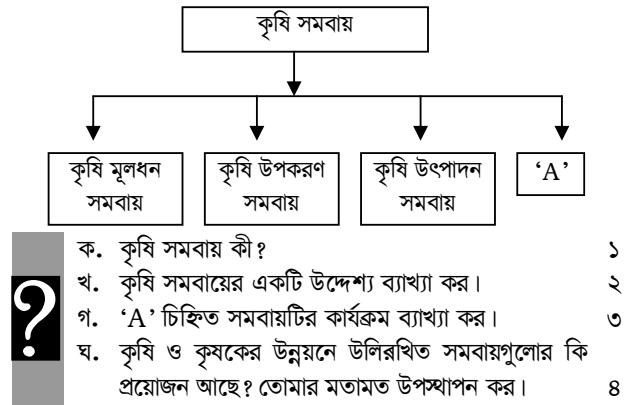 কৃষি সমবায়
কৃষি মূলধন
সমবায়
কৃষি উপকরণ
সমবায়
কৃষি উৎপাদন
সমবায়
‘A’
?
ক. কৃষি সমবায় কী? ১
খ. কৃষি সমবায়ের একটি উদ্দেশ্য ব্যাখ্যা কর। ২
গ. ‘A’ চিহ্নিত সমবায়টির কার্যক্রম ব্যাখ্যা কর। ৩
ঘ. কৃষি ও কৃষকের উন্নয়নে উলিরখিত সমবায়গুলোর কি
প্রয়োজন আছে? তোমার মতামত উপস্থাপন কর। ৪